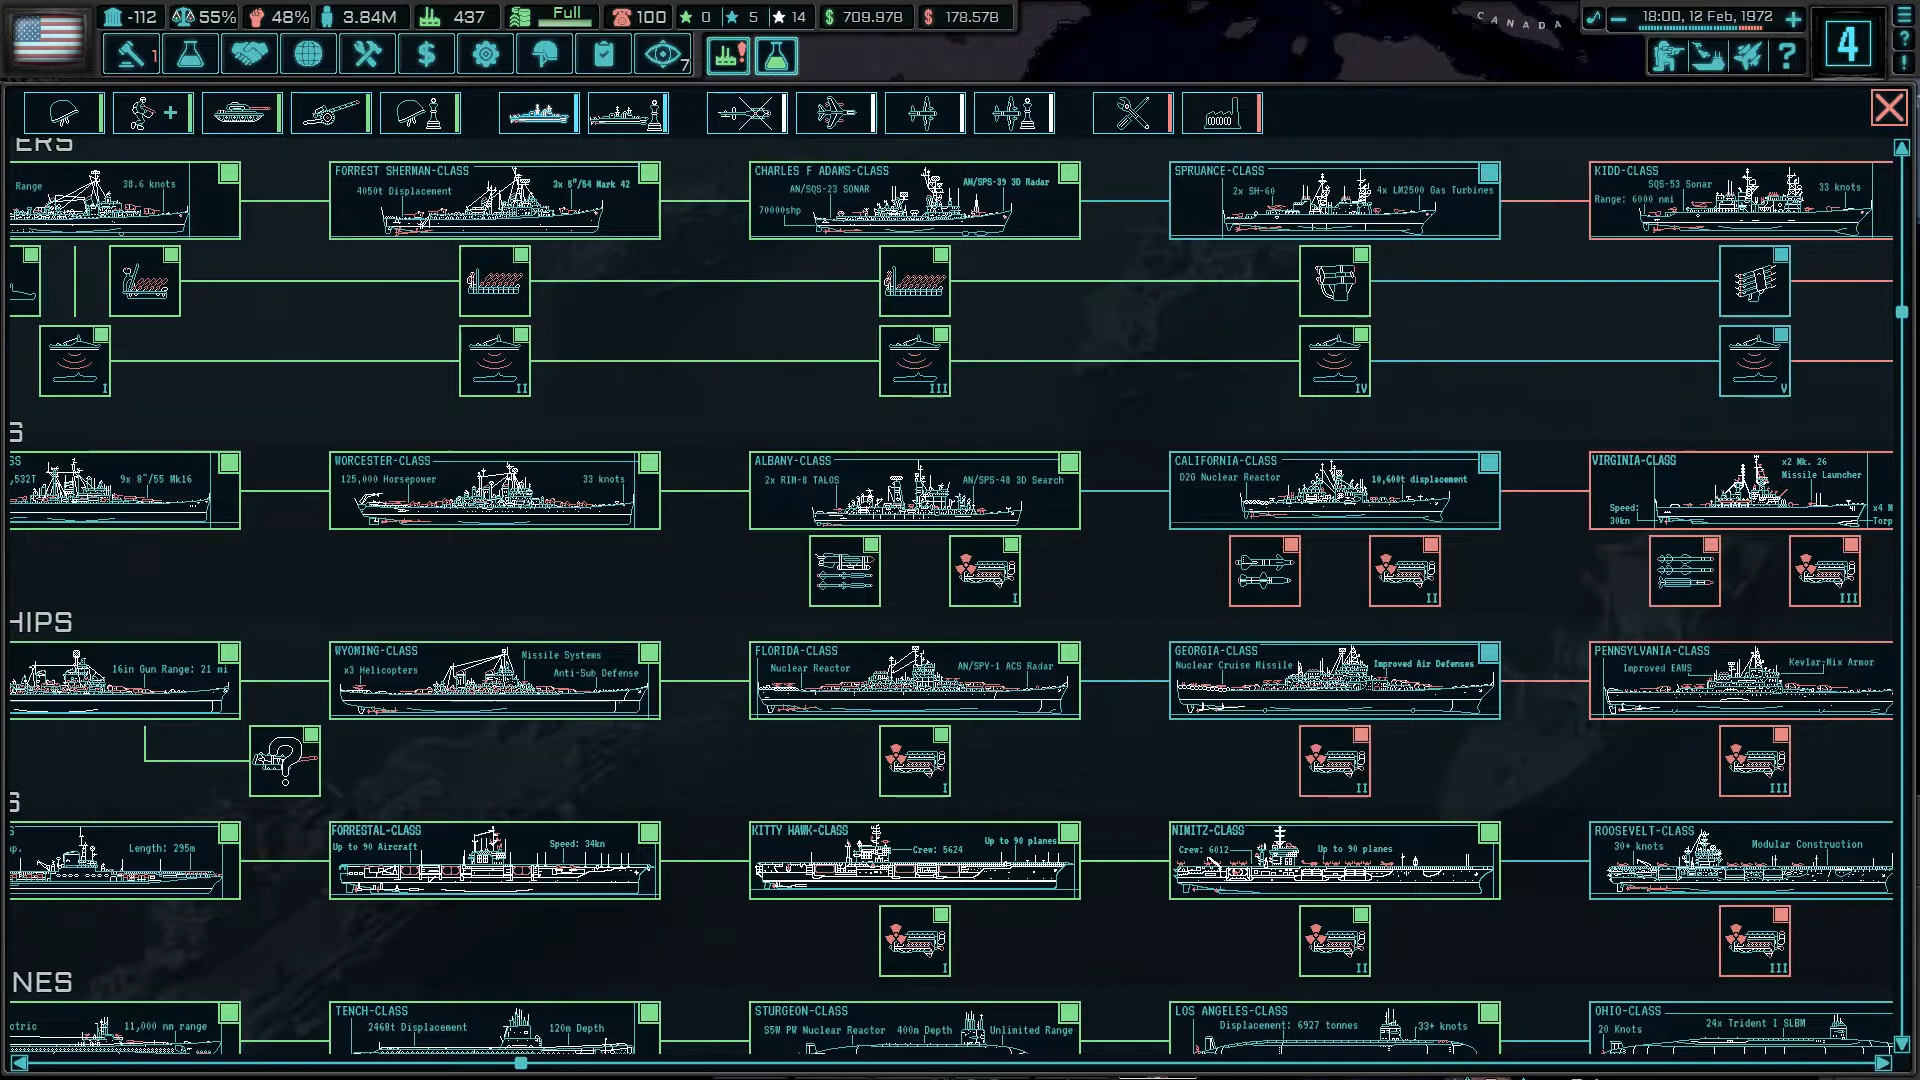 -112 55% 48% 3.84M 437 Full 100 0 5 14 $ 709.97B $ 178.57B
CANADA
18:00, 12 Feb, 1972
4
1
7
ERS
Range
38.6 knots
FORREST SHERMAN-CLASS
4050t Displacement
3x 5"/54 Mark 42
CHARLES F ADAMS-CLASS
AN/SQS-23 SONAR
AN/SPS-39 3D Radar
70000shp
SPRUANCE-CLASS
2x SH-60
4x LM2500 Gas Turbines
KIDD-CLASS
SQS-53 Sonar
33 knots
Range: 6000 nmi
I
II
III
IV
V
S
SS
,532T
9x 8"/55 Mk16
WORCESTER-CLASS
125,000 Horsepower
33 knots
ALBANY-CLASS
2x RIM-8 TALOS
AN/SPS-48 3D Search
CALIFORNIA-CLASS
D2G Nuclear Reactor
10,600t displacement
VIRGINIA-CLASS
x2 Mk. 26
Missile Launcher
Speed:
30kn
x4 M
Torp
I
II
III
HIPS
16in Gun Range: 21 mi
WYOMING-CLASS
Missile Systems
x3 Helicopters
Anti-Sub Defense
FLORIDA-CLASS
Nuclear Reactor
AN/SPY-1 ACS Radar
GEORGIA-CLASS
Nuclear Cruise Missile
Improved Air Defenses
PENNSYLVANIA-CLASS
Improved EAWS
Kevlar-Mix Armor
I
II
III
S
S
p.
Length: 295m
FORRESTAL-CLASS
Up to 90 Aircraft
Speed: 34kn
KITTY HAWK-CLASS
Crew: 5624
Up to 90 planes
NIMITZ-CLASS
Crew: 6012
Up to 90 planes
ROOSEVELT-CLASS
30+ knots
Modular Construction
I
II
III
NES
ctric
11,000 nm range
TENCH-CLASS
2468t Displacement
120m Depth
STURGEON-CLASS
S5W PW Nuclear Reactor
400m Depth
Unlimited Range
LOS ANGELES-CLASS
Displacement: 6927 tonnes
33+ knots
OHIO-CLASS
20 Knots
24x Trident I SLBM